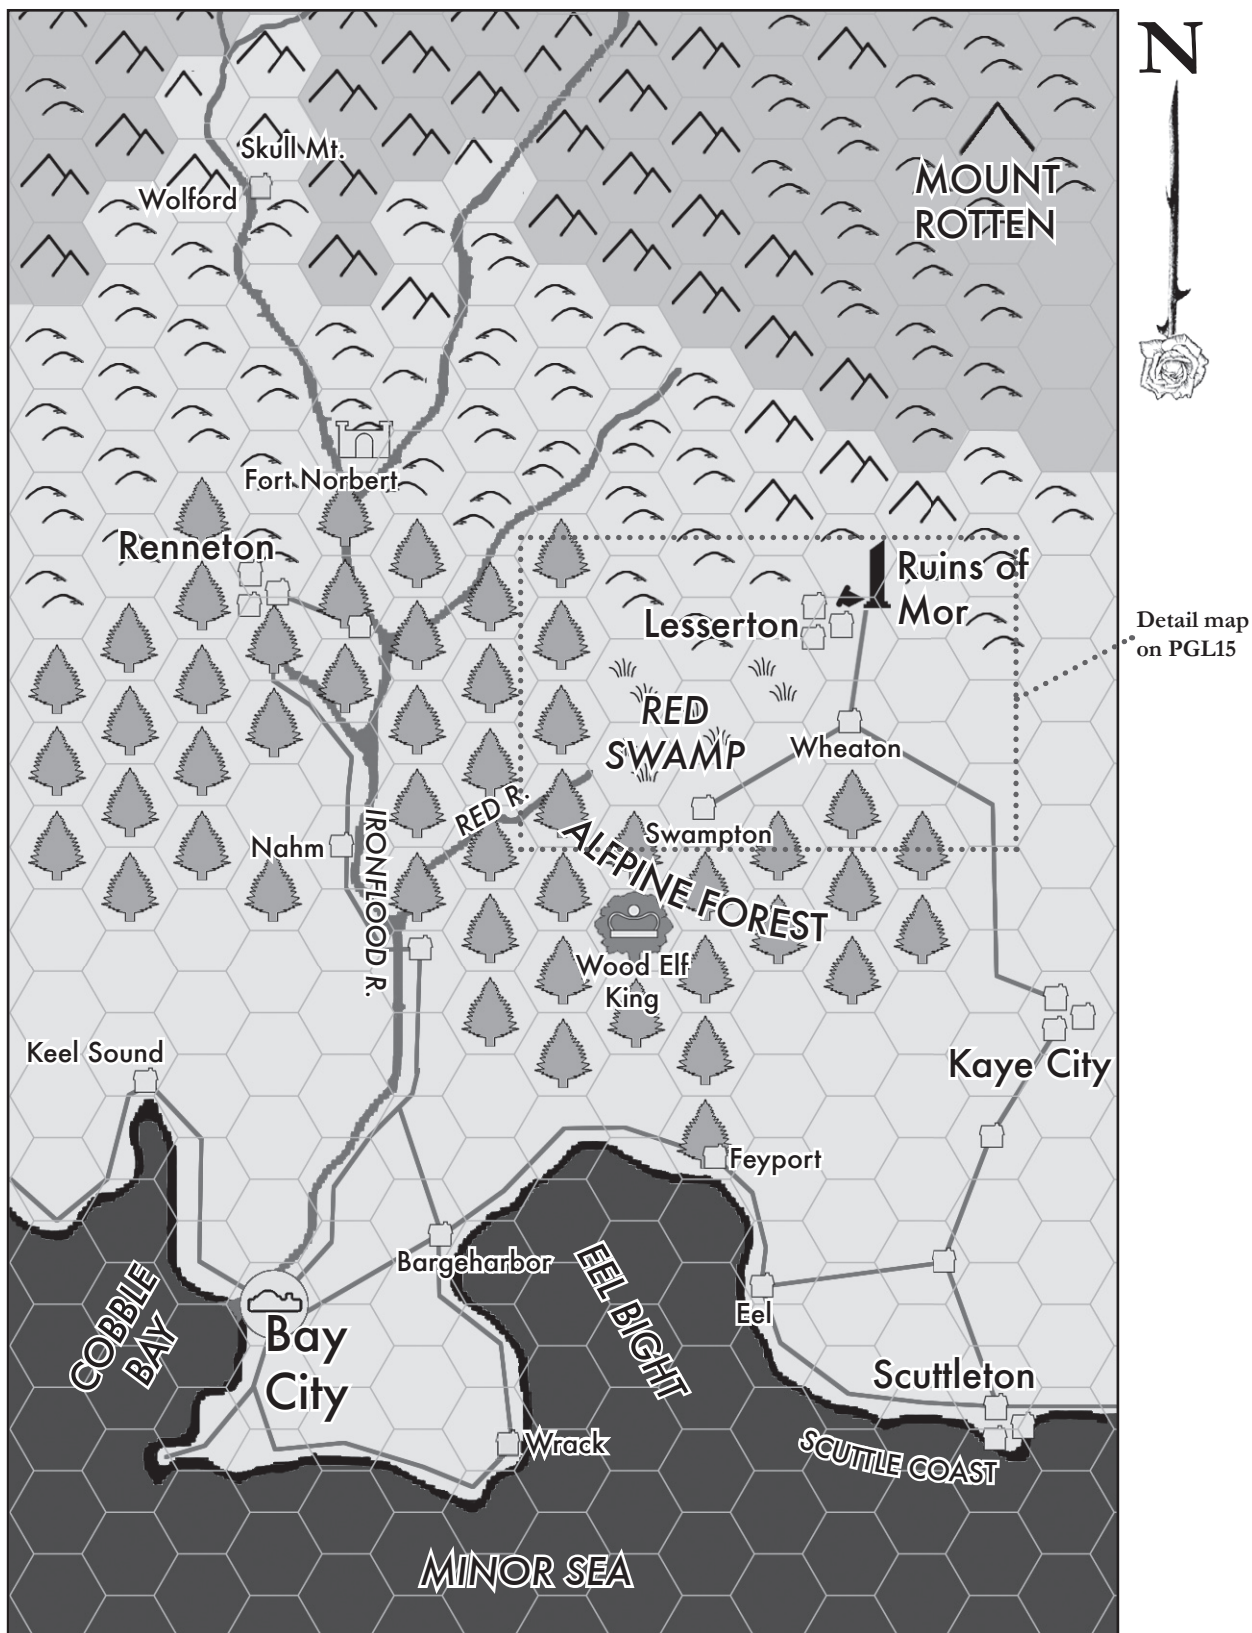 N
Skull Mt.
Wolford
MOUNT
ROTTEN
Fort Norbert
Renneton
Ruins of
Mor
Lesserton
Detail map
on PGL15
RED
SWAMP
Wheaton
RED R.
Swampton
IRONFLOOD R.
Nahm
ALFPINE FOREST
Wood Elf
King
Keel Sound
Kaye City
Feyport
Bargeharbor
COBBLE
BAY
EEL BIGHT
Eel
Bay
City
Scuttleton
Wrack
SCUTTLE COAST
MINOR SEA